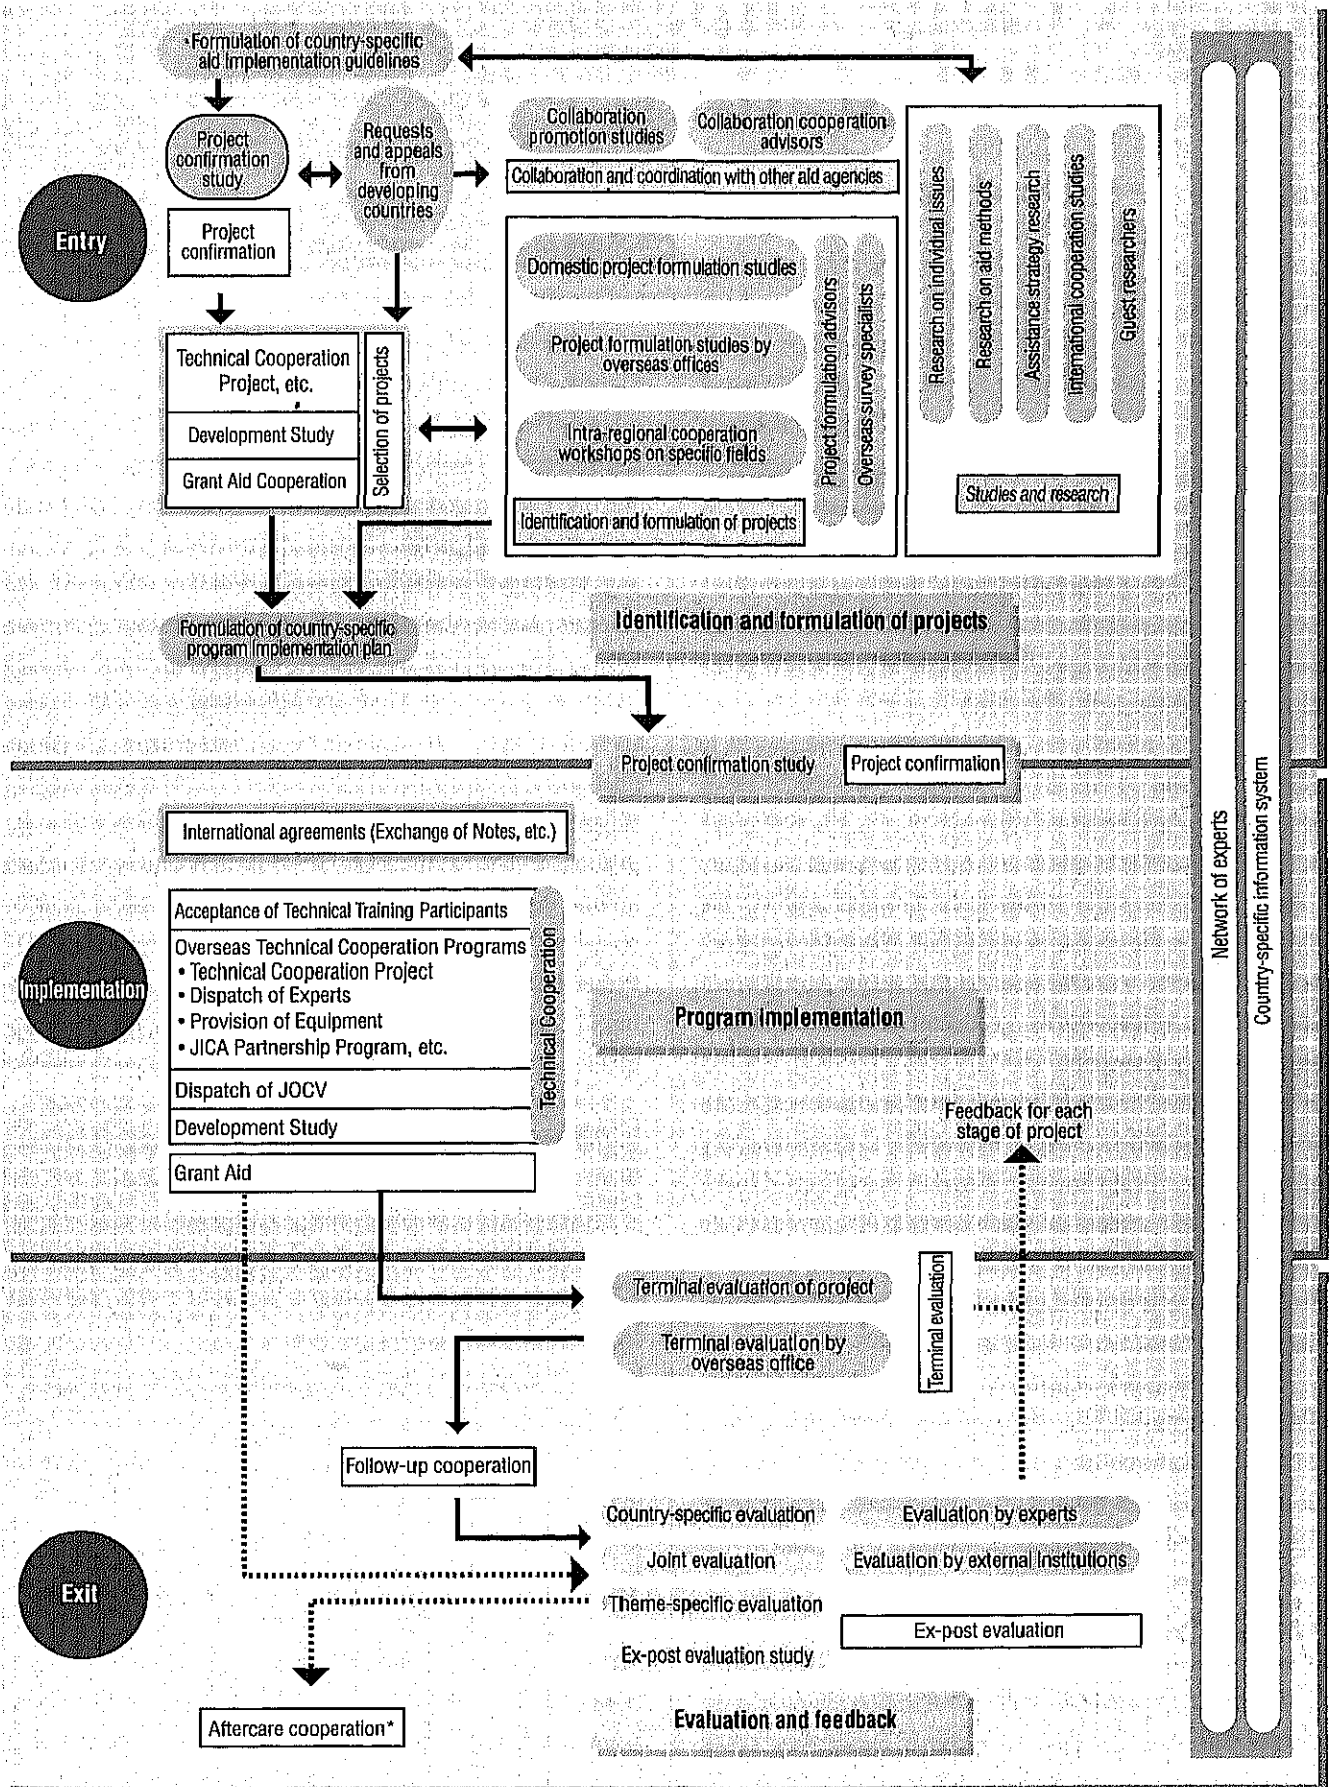 Formulation of country-specific
aid implementation guidelines
Project
confirmation
study
Requests
and appeals
from
developing
countries
Collaboration
promotion studies
Collaboration cooperation
advisors
Collaboration and coordination with other aid agencies
Entry
Project
confirmation
Domestic project formulation studies
Project formulation studies by
overseas offices
Intra-regional cooperation
workshops on specific fields
Identification and formulation of projects
Project formulation advisors
Overseas survey specialists
Research on individual issues
Research on aid methods
Assistance strategy research
International cooperation studies
Guest researchers
Studies and research
Technical Cooperation
Project, etc.
Development Study
Grant Aid Cooperation
Selection of projects
Formulation of country-specific
program implementation plan
Identification and formulation of projects
Project confirmation study
Project confirmation
Network of experts
Country-specific information system
International agreements (Exchange of Notes, etc.)
Implementation
Acceptance of Technical Training Participants
Overseas Technical Cooperation Programs
• Technical Cooperation Project
• Dispatch of Experts
• Provision of Equipment
• JICA Partnership Program, etc.
Dispatch of JOCV
Development Study
Technical Cooperation
Grant Aid
Program implementation
Feedback for each
stage of project
Terminal evaluation of project
Terminal evaluation by
overseas office
Terminal evaluation
Follow-up cooperation
Exit
Country-specific evaluation
Evaluation by experts
Joint evaluation
Evaluation by external institutions
Theme-specific evaluation
Ex-post evaluation
Ex-post evaluation study
Aftercare cooperation*
Evaluation and feedback